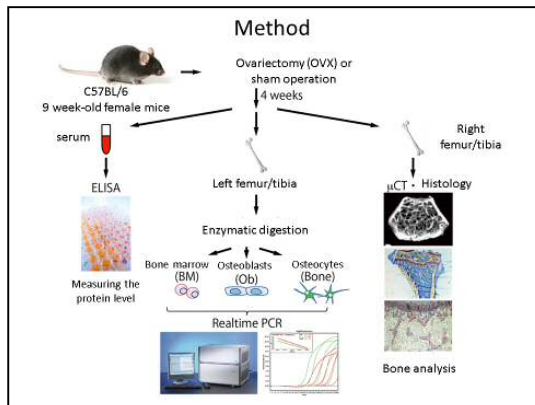 Method
Ovariectomy (OVX) or
sham operation
C57BL/6
9 week-old female mice
4 weeks
serum
Right
femur/tibia
ELISA
Left femur/tibia
μCT・Histology
Enzymatic digestion
Measuring the
protein level
Bone marrow
(BM)
Osteoblasts
(Ob)
Osteocytes
(Bone)
Realtime PCR
Bone analysis